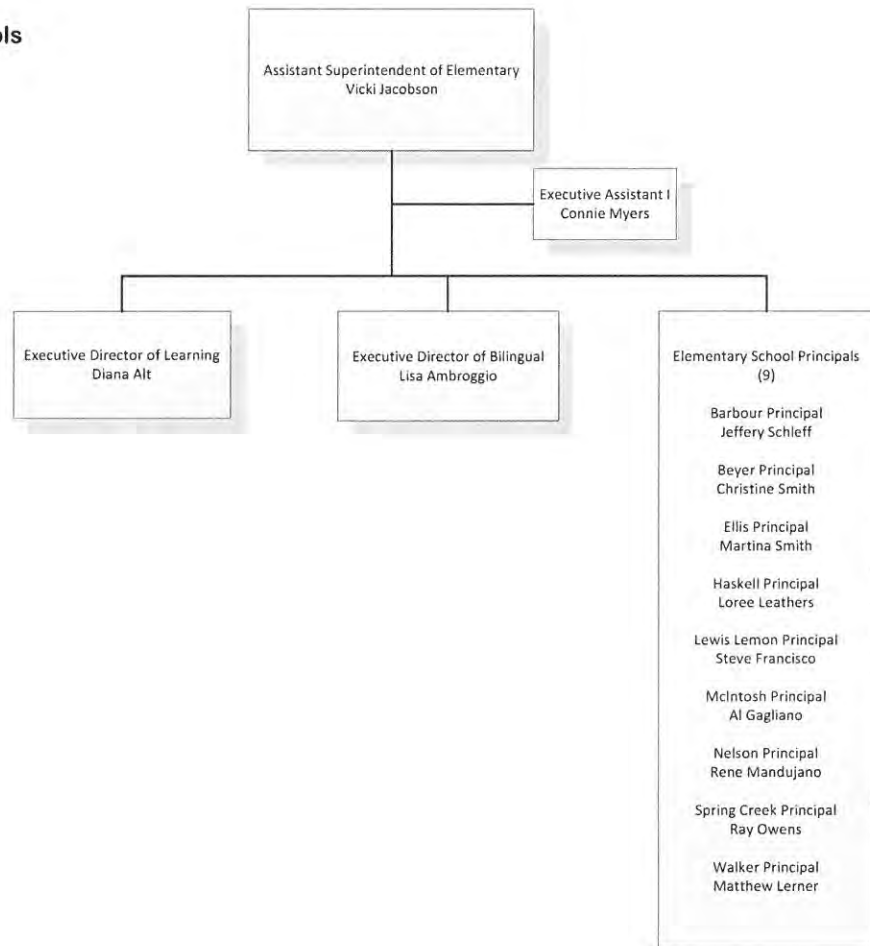 Assistant Superintendent of Elementary
Vicki Jacobson
Executive Assistant I
Connie Myers
Executive Director of Learning
Diana Alt
Executive Director of Bilingual
Lisa Ambroggio
Elementary School Principals
(9)
Barbour Principal
Jeffery Schleff
Beyer Principal
Christine Smith
Ellis Principal
Martina Smith
Haskell Principal
Loree Leathers
Lewis Lemon Principal
Steve Francisco
McIntosh Principal
Al Gagliano
Nelson Principal
Rene Mandujano
Spring Creek Principal
Ray Owens
Walker Principal
Matthew Lerner